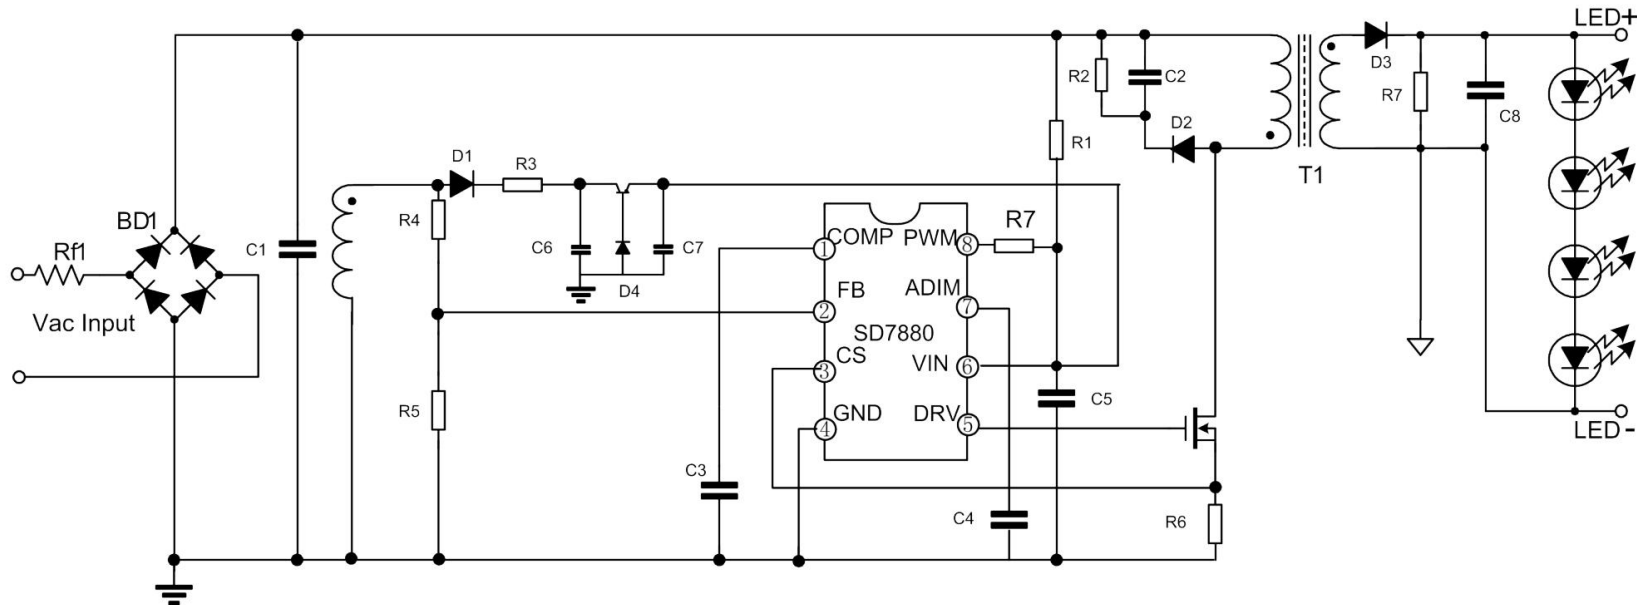 LED+
R2
C2
D3
R7
C8
D2
R1
T1
D1
R3
BD1
R4
Rf1
C1
C6
C7
D4
COMP
PWM
R7
1
8
FB
ADIM
2
7
SD7880
Vac Input
CS
VIN
3
6
R5
GND
DRV
C5
4
5
LED-
C3
C4
R6